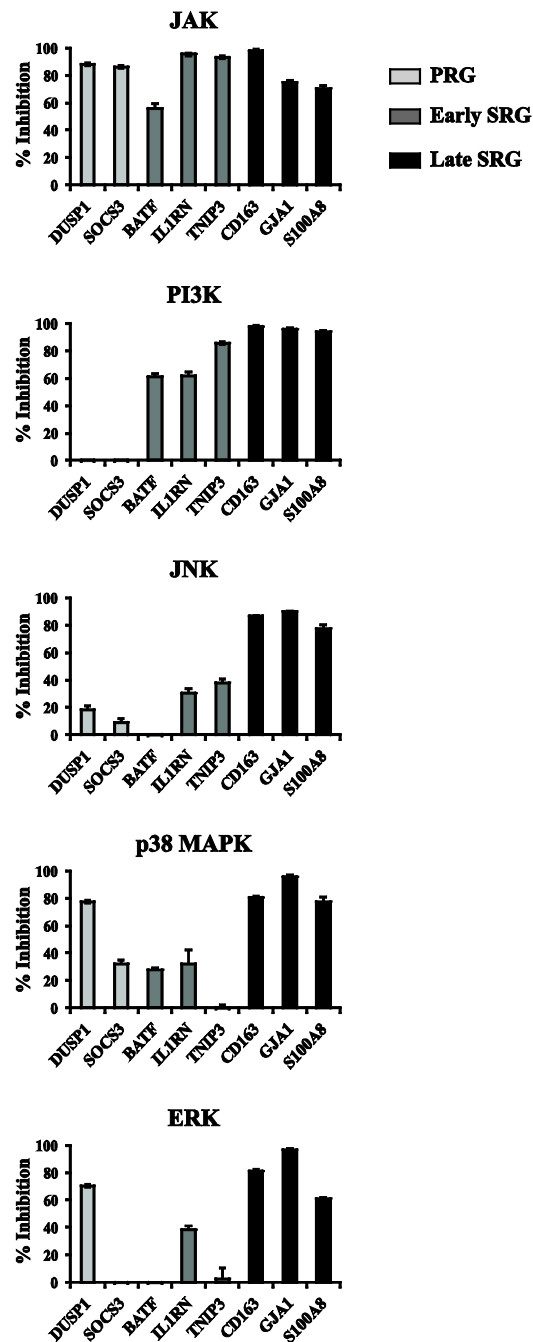 JAK
% Inhibition
100
80
60
40
20
0
DUSP1 SOCS3 BATF IL1RN TNIP3 CD163 GJA1 S100A8
PRG
Early SRG
Late SRG
PI3K
% Inhibition
100
80
60
40
20
0
DUSP1 SOCS3 BATF IL1RN TNIP3 CD163 GJA1 S100A8
JNK
% Inhibition
100
80
60
40
20
0
DUSP1 SOCS3 BATF IL1RN TNIP3 CD163 GJA1 S100A8
p38 MAPK
% Inhibition
100
80
60
40
20
0
DUSP1 SOCS3 BATF IL1RN TNIP3 CD163 GJA1 S100A8
ERK
% Inhibition
100
80
60
40
20
0
DUSP1 SOCS3 BATF IL1RN TNIP3 CD163 GJA1 S100A8